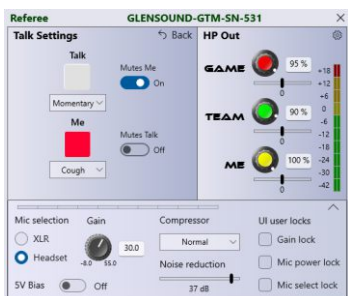 Referee GLENSOUND-GTM-SN-531
Talk Settings Back HP Out
Talk
Mutes Me
On
Momentary
Me
Mutes Talk
Off
Cough
GAME 95 %
0
TEAM 90 %
0
ME 100 %
0
+18
+12
+6
0
-6
-12
-18
-24
-30
-42
Mic selection Gain Compressor UI user locks
XLR Normal Gain lock
Headset -8.0 55.0 30.0 Noise reduction Mic power lock
5V Bias Off 37 dB Mic select lock